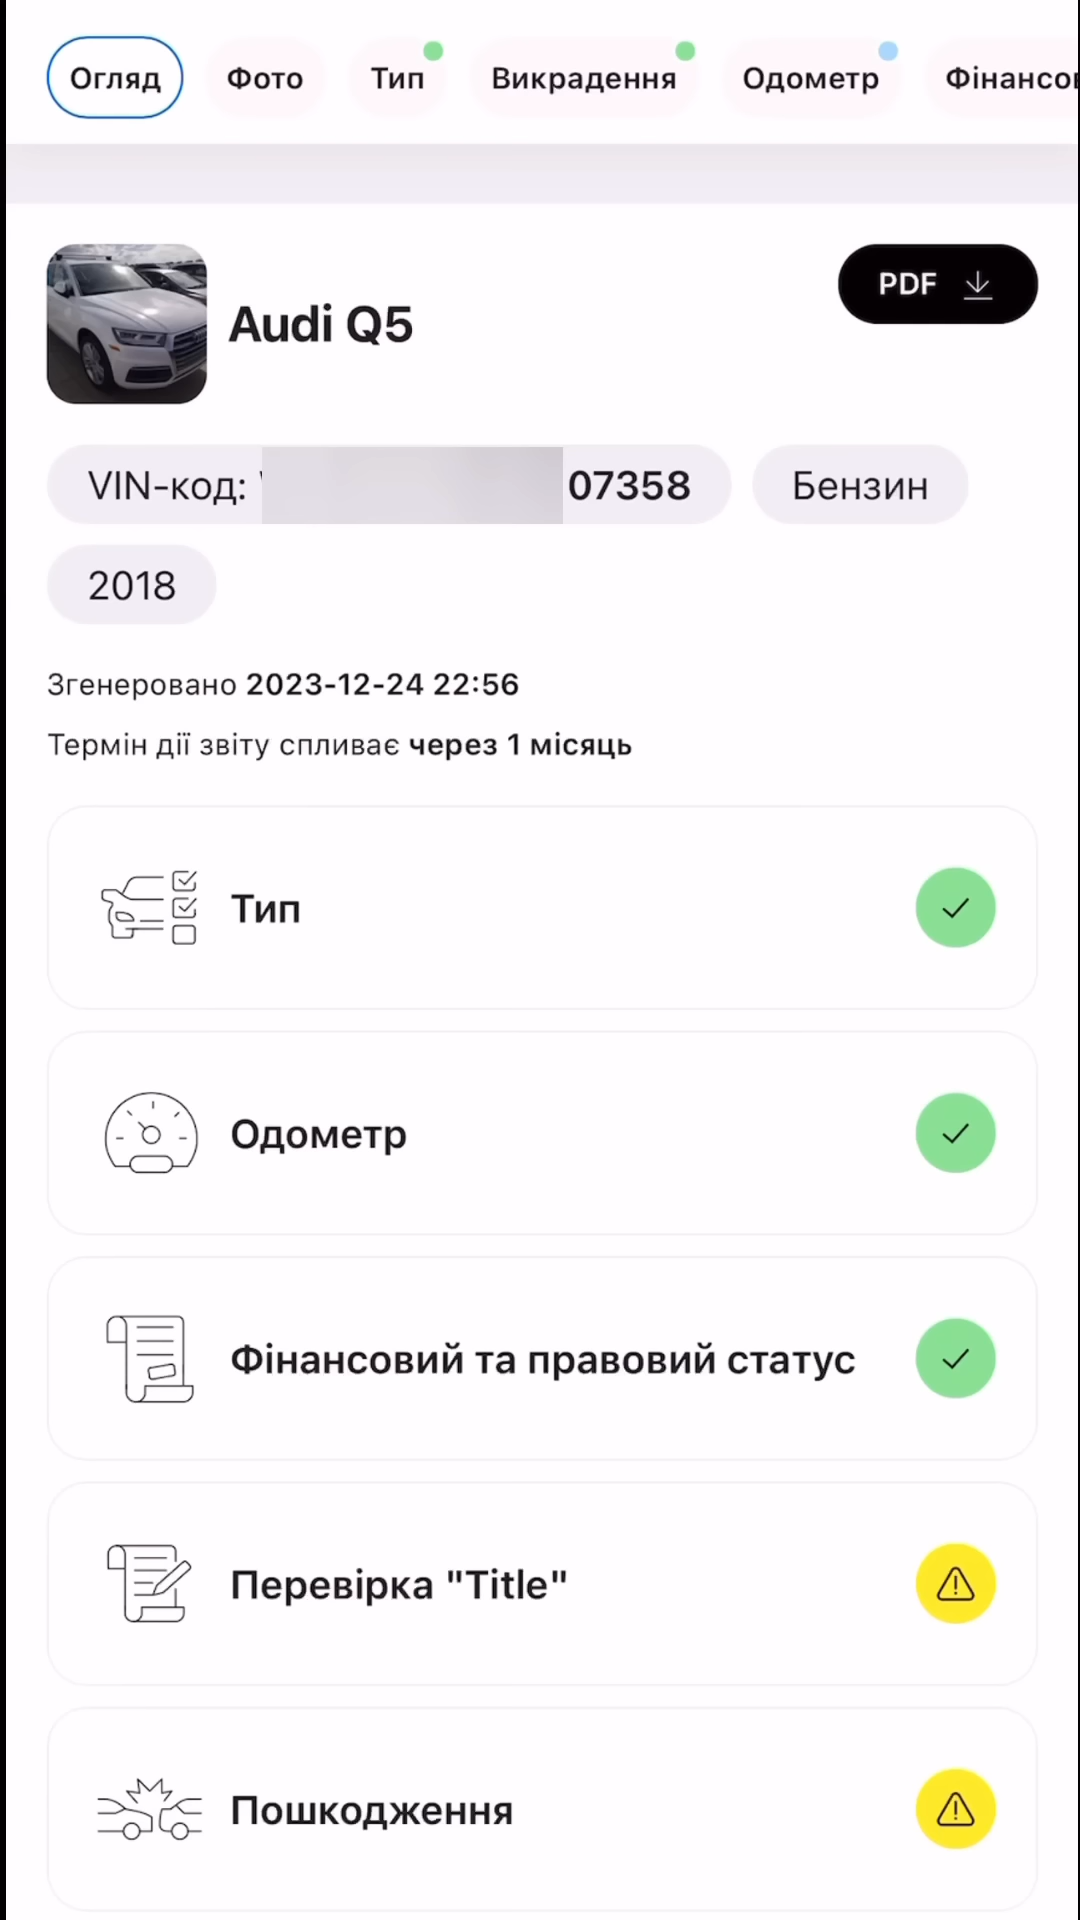 Огляд Фото Тип Викрадення Одометр
Audi Q5
PDF
VIN-код: 07358 Бензин
2018
Згенеровано 2023-12-24 22:56
Термін дії звіту спливає через 1 місяць
Тип
Одометр
Фінансовий та правовий статус
Перевірка "Title"
Пошкодження